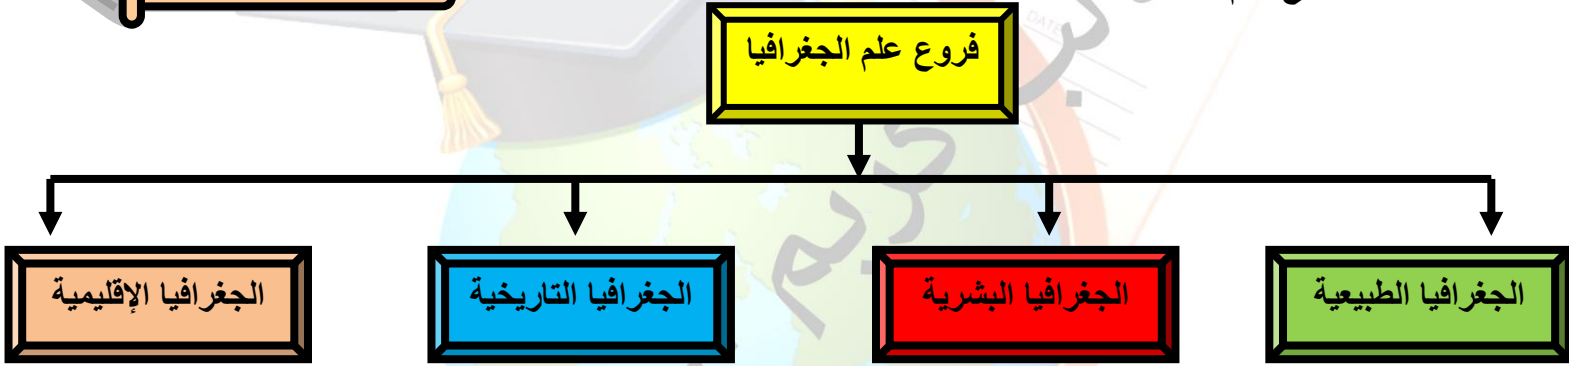 فروع علم الجغرافيا
الجغرافيا الطبيعية
الجغرافيا البشرية
الجغرافيا التاريخية
الجغرافيا الإقليمية